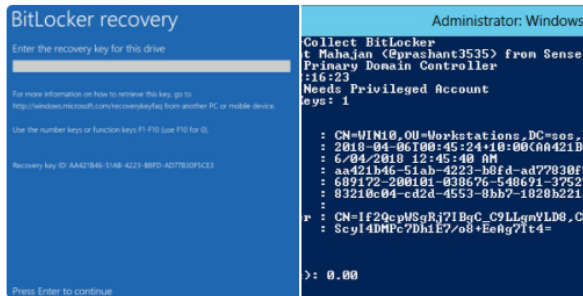 BitLocker recovery
Enter the recovery key for this drive
For more information on how to retrieve this key, go to
http://windows.microsoft.com/recoverykeyfaq from another PC or mobile device.
Use the number keys or function keys F1-F10 (use F10 for 0).
Recovery key ID: AA421B46-51AB-4223-B8FD-AD77830F5CE3
Press Enter to continue
Administrator: Windows
Collect BitLocker
t Mahajan (@prashant3535) from Sense
Primary Domain Controller
:16:23
Needs Privileged Account
Keys: 1
: CN=WIN10,OU=Workstations,DC=sos,
: 2018-04-06T00:45:24+10:00(AA421B
: 6/04/2018 12:45:40 AM
: aa421b46-51ab-4223-b8fd-ad77830f
: 689172-200101-038676-548691-3752
: 83210c04-cd2d-4553-8bb7-1828b221
:
r : CN=If2QcpWSgRj7IBgC_C9LLgmYLD8,C
: ScyI4DMPc7Dh1E7/o8+EeAg7It4=
): 0.00